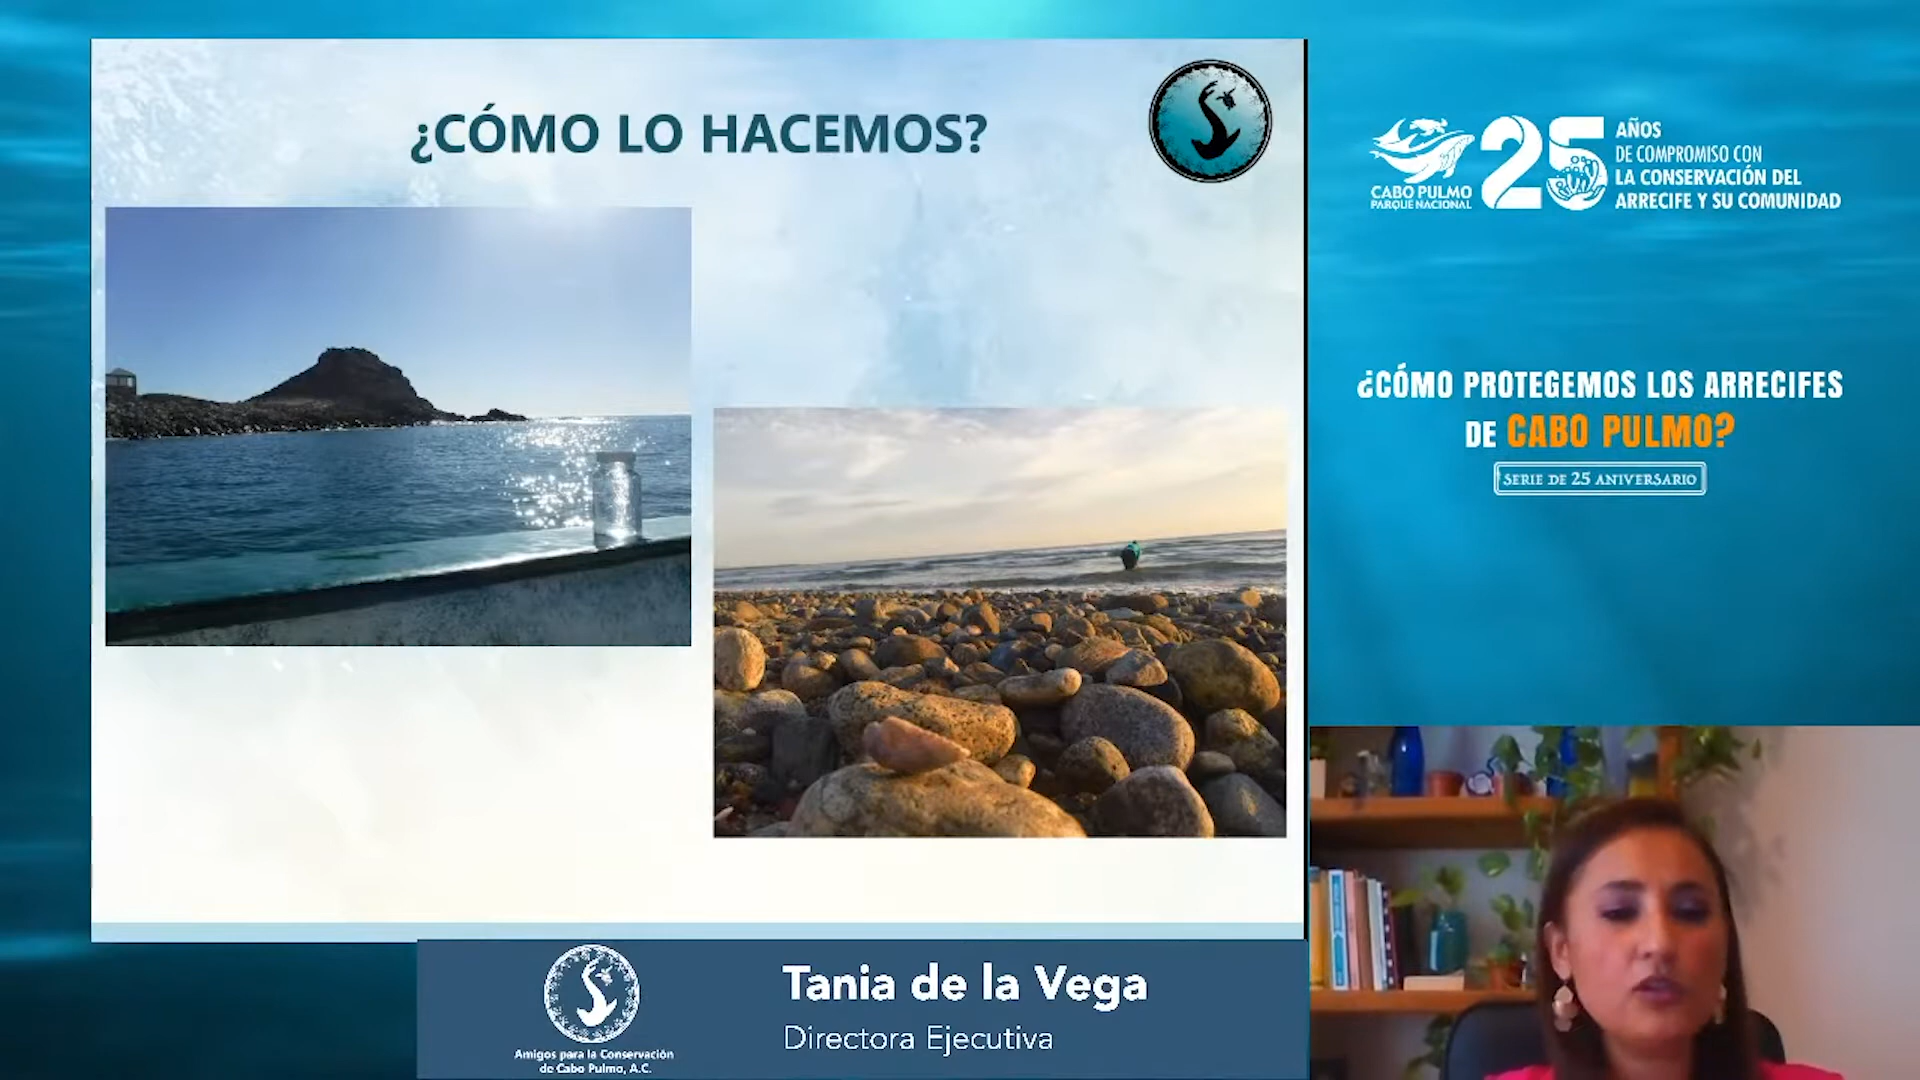 ¿CÓMO LO HACEMOS?
CABO PULMO
PARQUE NACIONAL
25
AÑOS
DE COMPROMISO CON
LA CONSERVACIÓN DEL
ARRECIFE Y SU COMUNIDAD
¿CÓMO PROTEGEMOS LOS ARRECIFES
DE CABO PULMO?
SERIE DE 25 ANIVERSARIO
Amigos para la Conservación
de Cabo Pulmo, A.C.
Tania de la Vega
Directora Ejecutiva